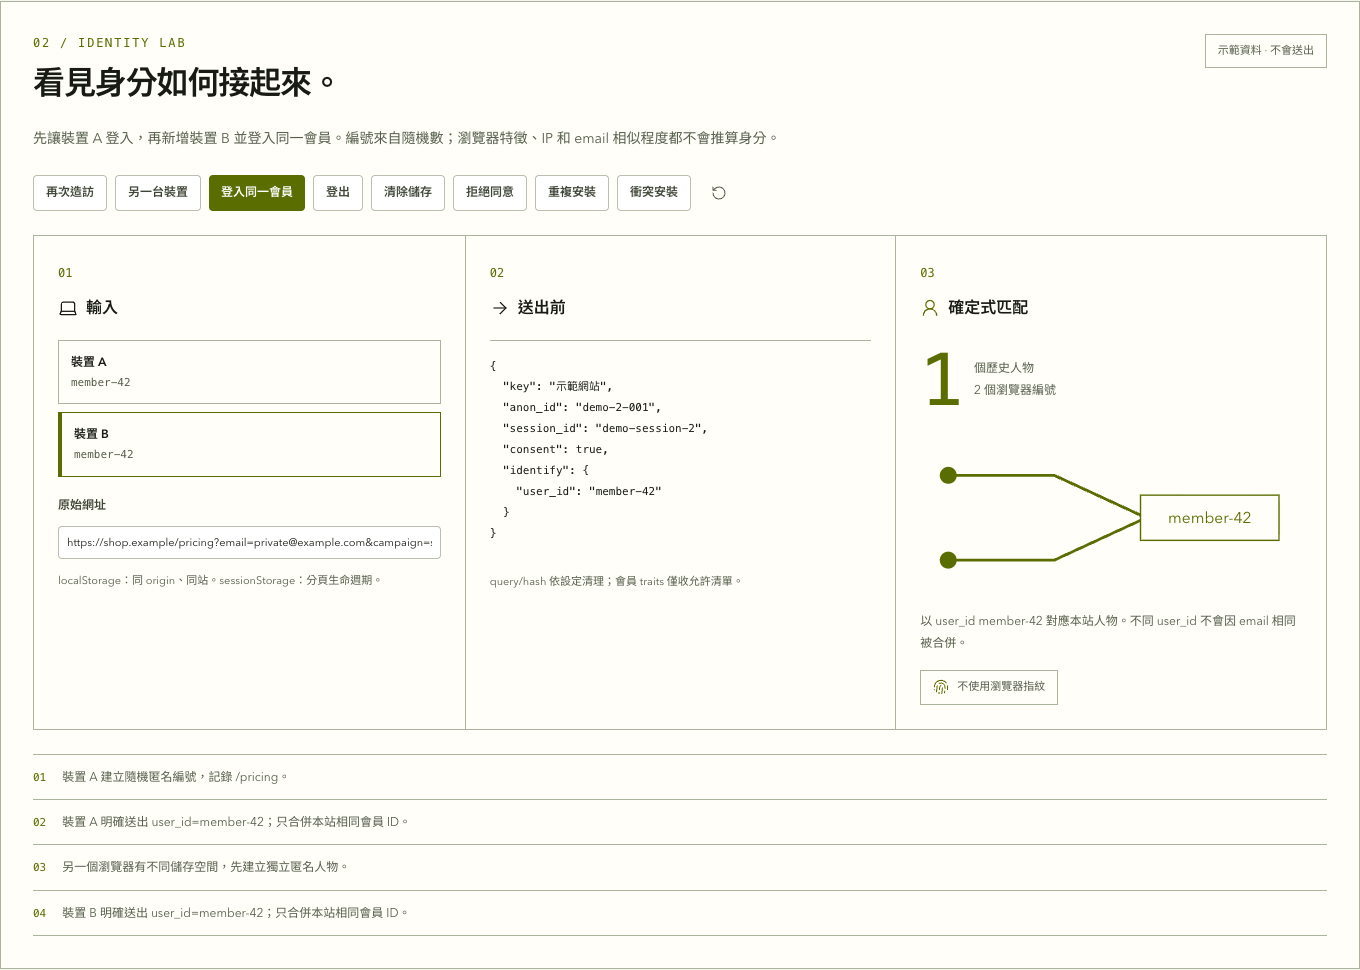 02 / IDENTITY LAB
示範資料 · 不會送出
看見身分如何接起來。
先讓裝置 A 登入，再新增裝置 B 並登入同一會員。編號來自隨機數；瀏覽器特徵、IP 和 email 相似程度都不會推算身分。
再次造訪
另一台裝置
登入同一會員
登出
清除儲存
拒絕同意
重複安裝
衝突安裝
01
輸入
裝置 A
member-42
裝置 B
member-42
原始網址
https://shop.example/pricing?email=private@example.com&campaign=
localStorage：同 origin、同站。sessionStorage：分頁生命週期。
02
送出前
{
"key": "示範網站",
"anon_id": "demo-2-001",
"session_id": "demo-session-2",
"consent": true,
"identify": {
"user_id": "member-42"
}
}
query/hash 依設定清理；會員 traits 僅收允許清單。
03
確定式匹配
1
個歷史人物
2 個瀏覽器編號
member-42
以 user_id member-42 對應本站人物。不同 user_id 不會因 email 相同
被合併。
不使用瀏覽器指紋
01 裝置 A 建立隨機匿名編號，記錄 /pricing。
02 裝置 A 明確送出 user_id=member-42；只合併本站相同會員 ID。
03 另一個瀏覽器有不同儲存空間，先建立獨立匿名人物。
04 裝置 B 明確送出 user_id=member-42；只合併本站相同會員 ID。